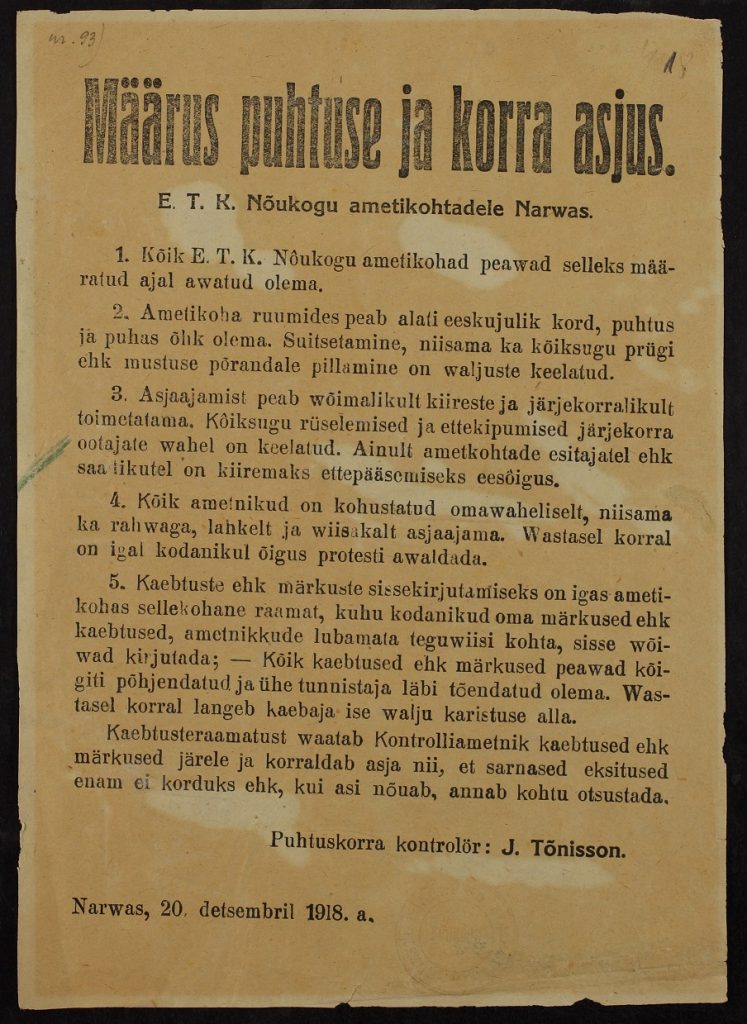 nr. 93)
Määrus puhtuse ja korra asjus.
E. T. K. Nõukogu ametikohtadele Narwas.
1. Kõik E. T. K. Nõukogu ametikohad peawad selleks mää-
ratud ajal awatud olema.
2. Ametikoha ruumides peab alati eeskujulik kord, puhtus
ja puhas õhk olema. Suitsetamine, niisama ka kõiksugu prügi
ehk mustuse põrandale pillamine on waljuste keelatud.
3. Asjaajamist peab wõimalikult kiireste ja järjekorralikult
toimetatama. Kõiksugu rüselemised ja ettekipumised järjekorra
ootajate wahel on keelatud. Ainult ametkohtade esitajatel ehk
saadikutel on kiiremaks ettepääsemiseks eesõigus.
4. Kõik ametnikud on kohustatud omawaheliselt, niisama
ka rahwaga, lahkelt ja wiisakalt asjaajama. Wastasel korral
on igal kodanikul õigus protesti awaldada.
5. Kaebtuste ehk märkuste sissekirjutamiseks on igas ameti-
kohas sellekohane raamat, kuhu kodanikud oma märkused ehk
kaebtused, ametnikkude lubamata teguwiisi kohta, sisse wõi-
wad kirjutada; — Kõik kaebtused ehk märkused peawad kõi-
giti põhjendatud ja ühe tunnistaja läbi tõendatud olema. Was-
tasel korral langeb kaebaja ise walju karistuse alla.
Kaebtusteraamatust waatab Kontrolliametnik kaebtused ehk
märkused järele ja korraldab asja nii, et sarnased eksitused
enam ei korduks ehk, kui asi nõuab, annab kohtu otsustada.
Puhtuskorra kontrolör: J. Tõnisson.
Narwas, 20. detsembril 1918. a.